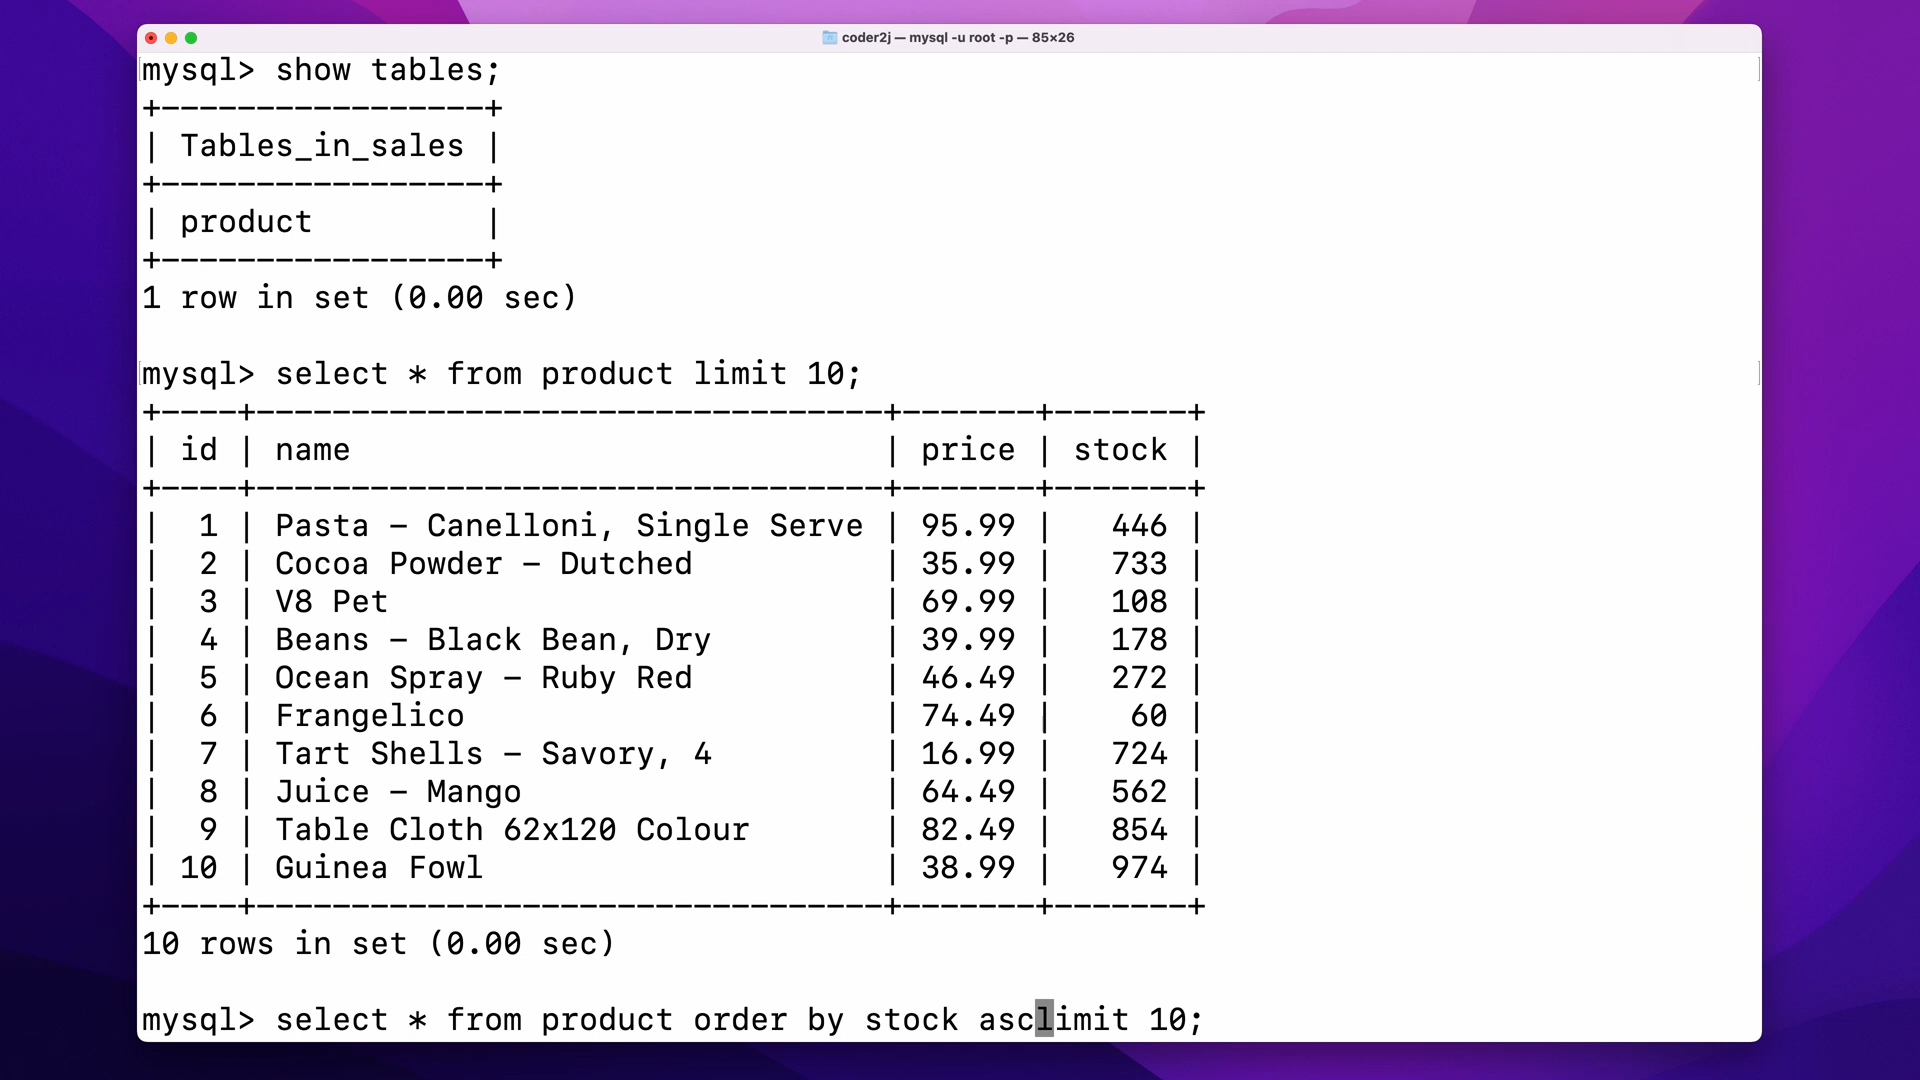 coder2j — mysql -u root -p — 85×26
mysql> show tables;
+-----------------+
| Tables_in_sales |
+-----------------+
| product         |
+-----------------+
1 row in set (0.00 sec)
mysql> select * from product limit 10;
+----+---------------------------------+-------+-------+
| id | name                            | price | stock |
+----+---------------------------------+-------+-------+
|  1 | Pasta – Canelloni, Single Serve | 95.99 |   446 |
|  2 | Cocoa Powder – Dutched          | 35.99 |   733 |
|  3 | V8 Pet                          | 69.99 |   108 |
|  4 | Beans – Black Bean, Dry         | 39.99 |   178 |
|  5 | Ocean Spray – Ruby Red          | 46.49 |   272 |
|  6 | Frangelico                      | 74.49 |    60 |
|  7 | Tart Shells – Savory, 4         | 16.99 |   724 |
|  8 | Juice – Mango                   | 64.49 |   562 |
|  9 | Table Cloth 62x120 Colour       | 82.49 |   854 |
| 10 | Guinea Fowl                     | 38.99 |   974 |
+----+---------------------------------+-------+-------+
10 rows in set (0.00 sec)
mysql> select * from product order by stock asclimit 10;